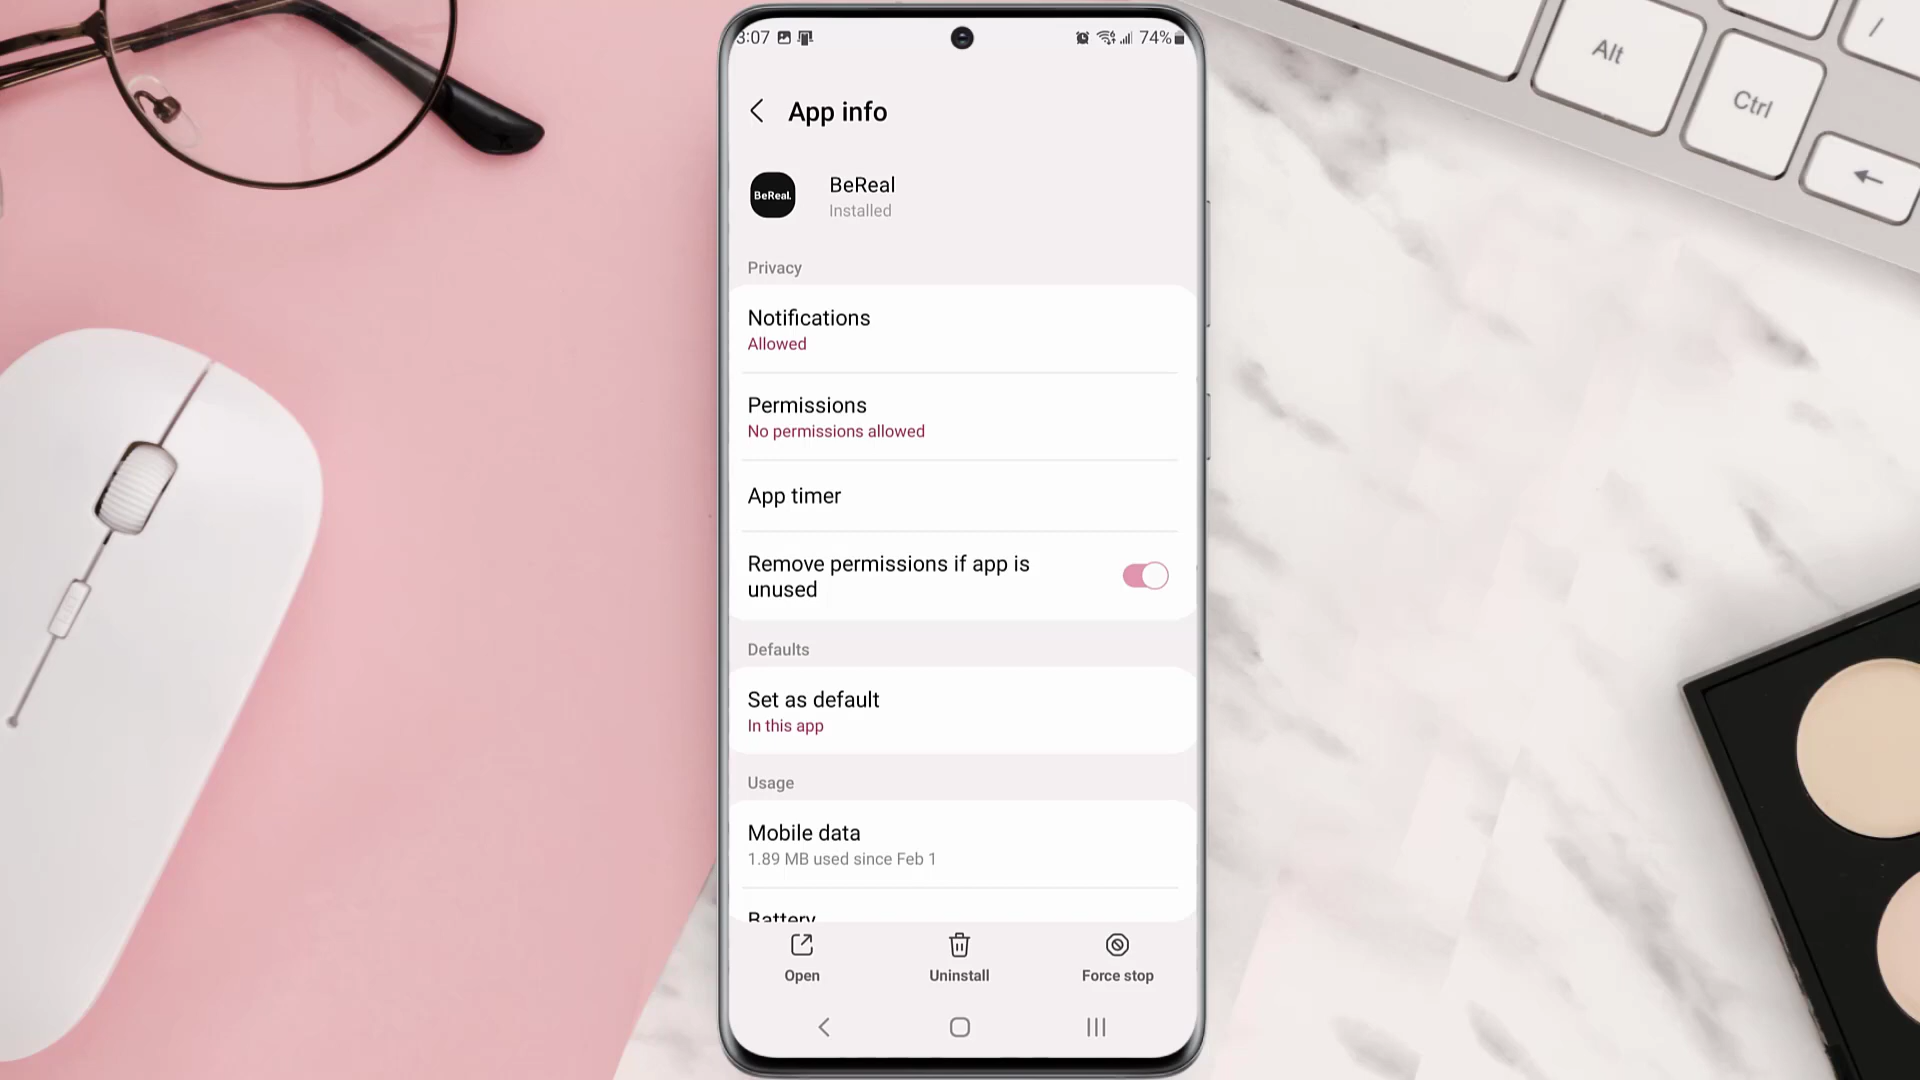 3:07 74%
App info
BeReal.
BeReal
Installed
Privacy
Notifications
Allowed
Permissions
No permissions allowed
App timer
Remove permissions if app is
unused
Defaults
Set as default
In this app
Usage
Mobile data
1.89 MB used since Feb 1
Battery
Open Uninstall Force stop
Alt
Ctrl
/
←